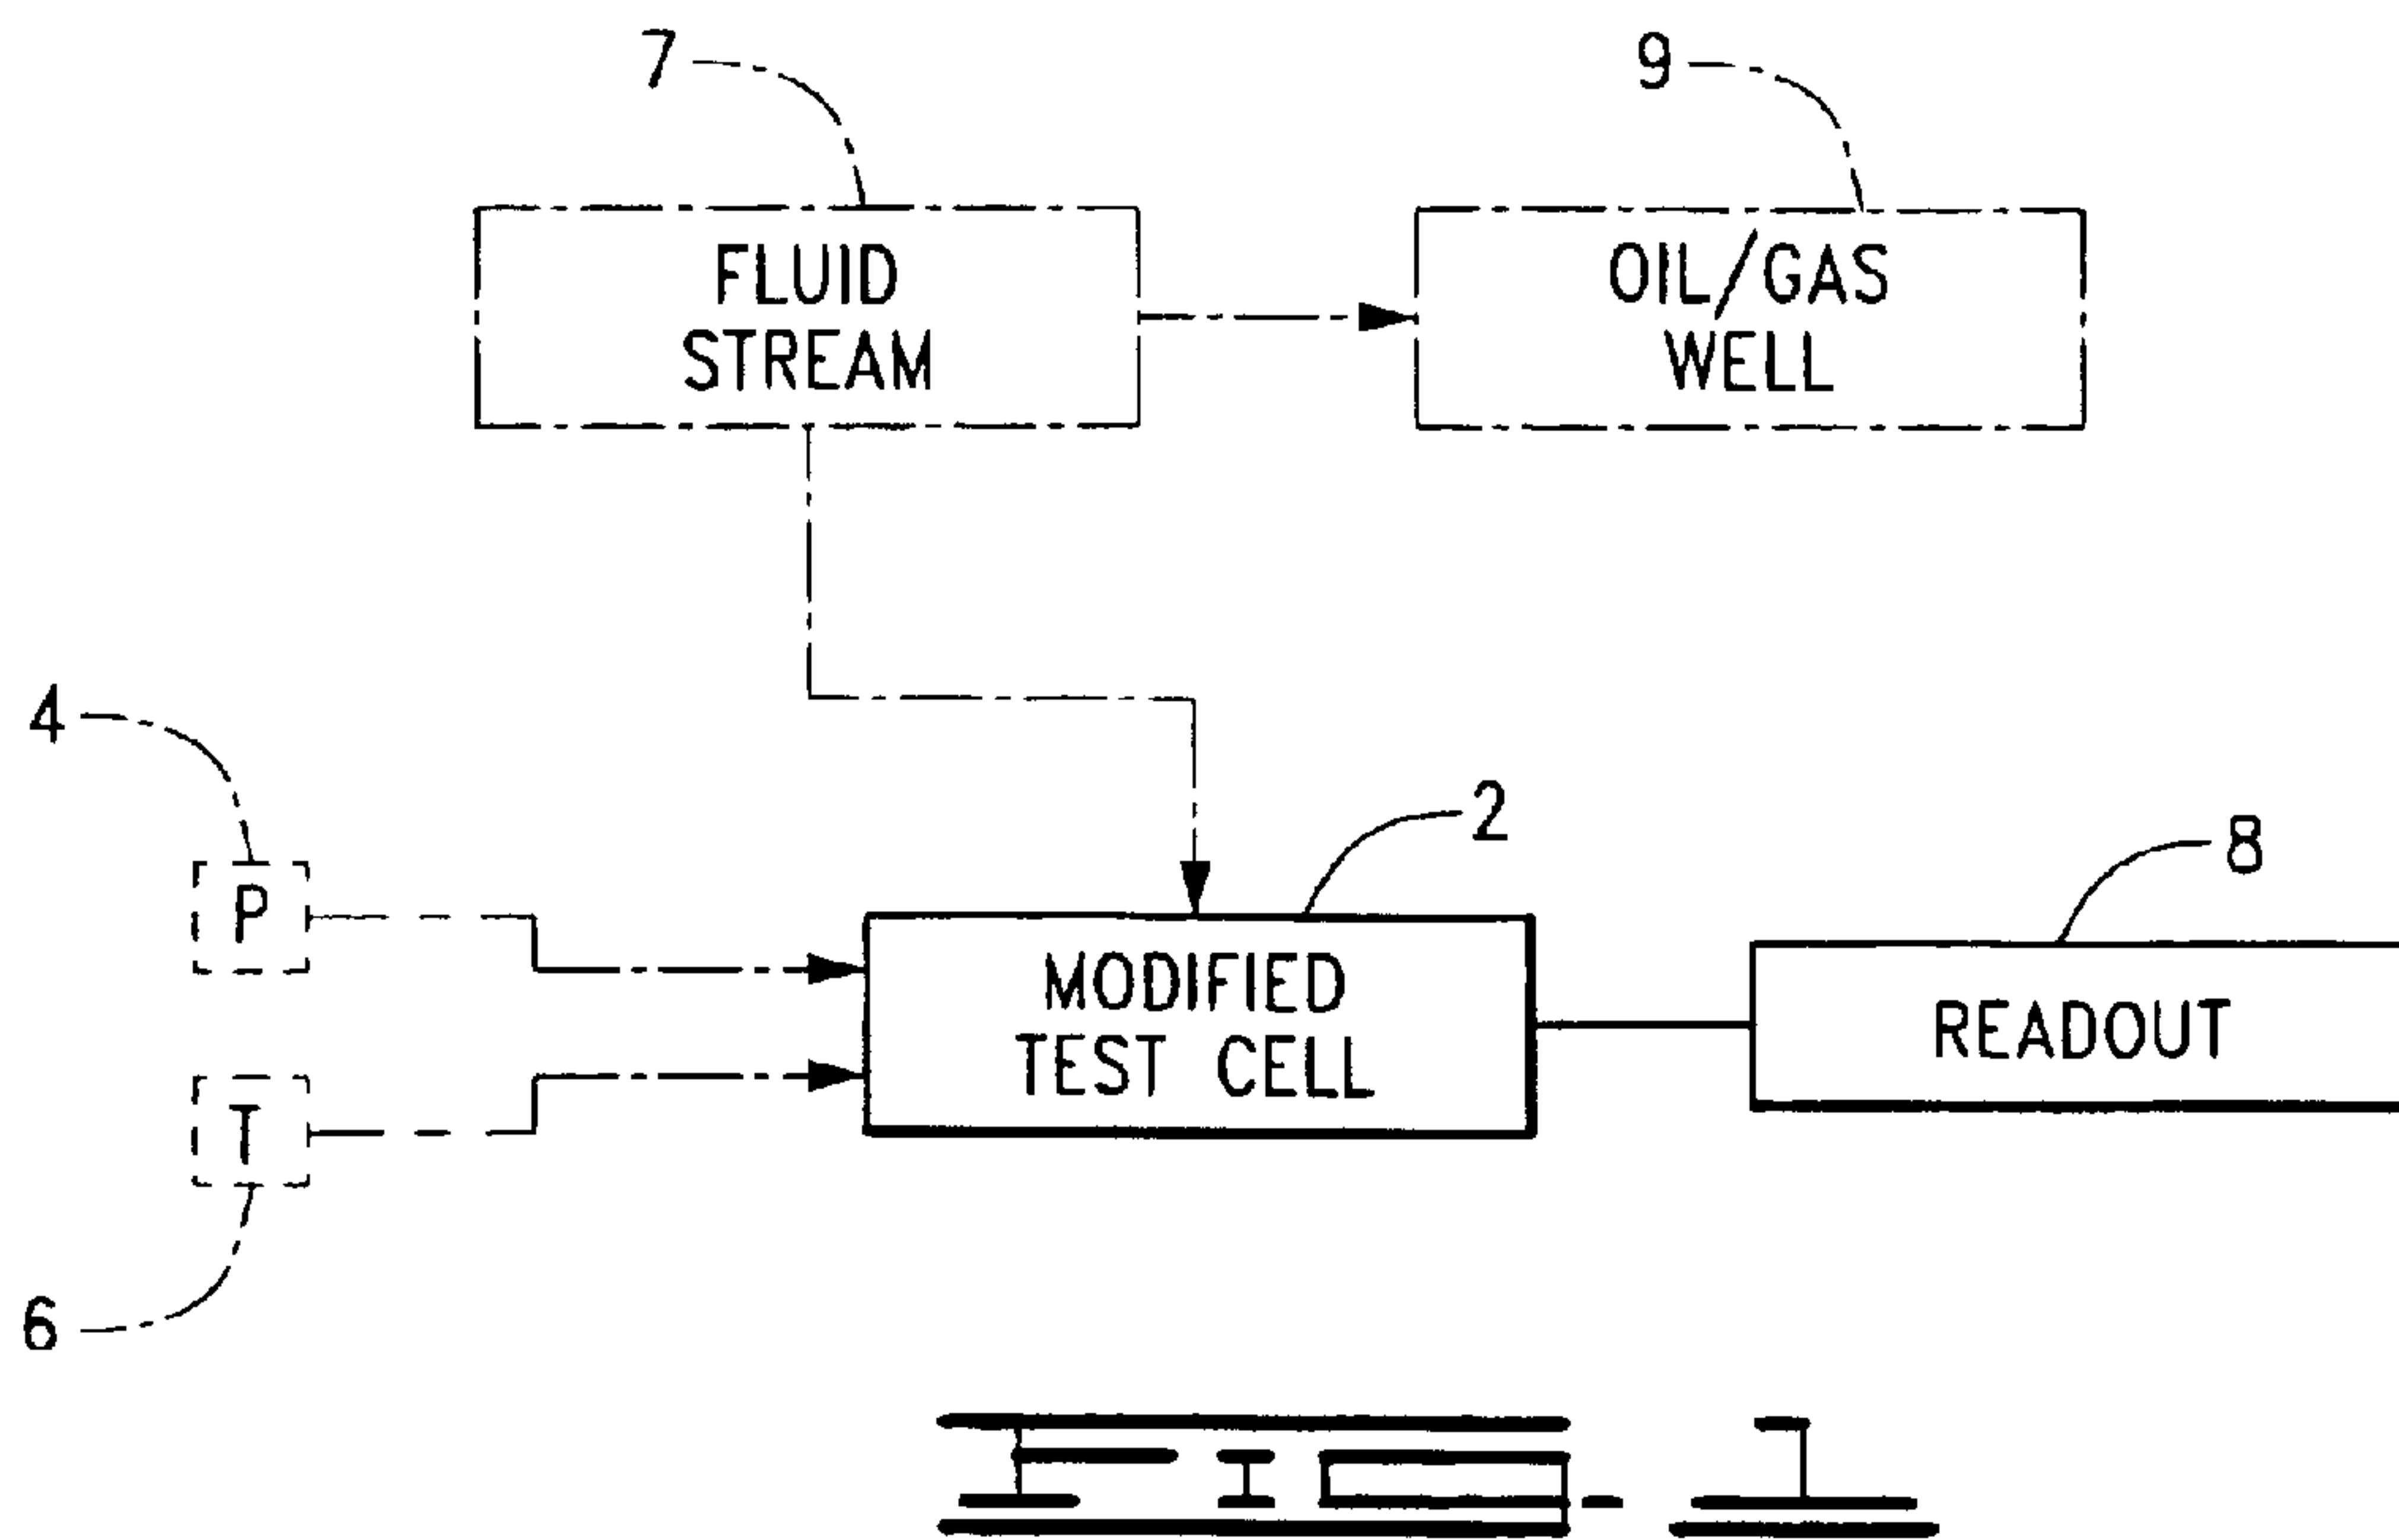 7
9
FLUID
STREAM
OIL/GAS
WELL
4
2
8
P
MODIFIED
TEST CELL
READOUT
T
6
FIG - 1